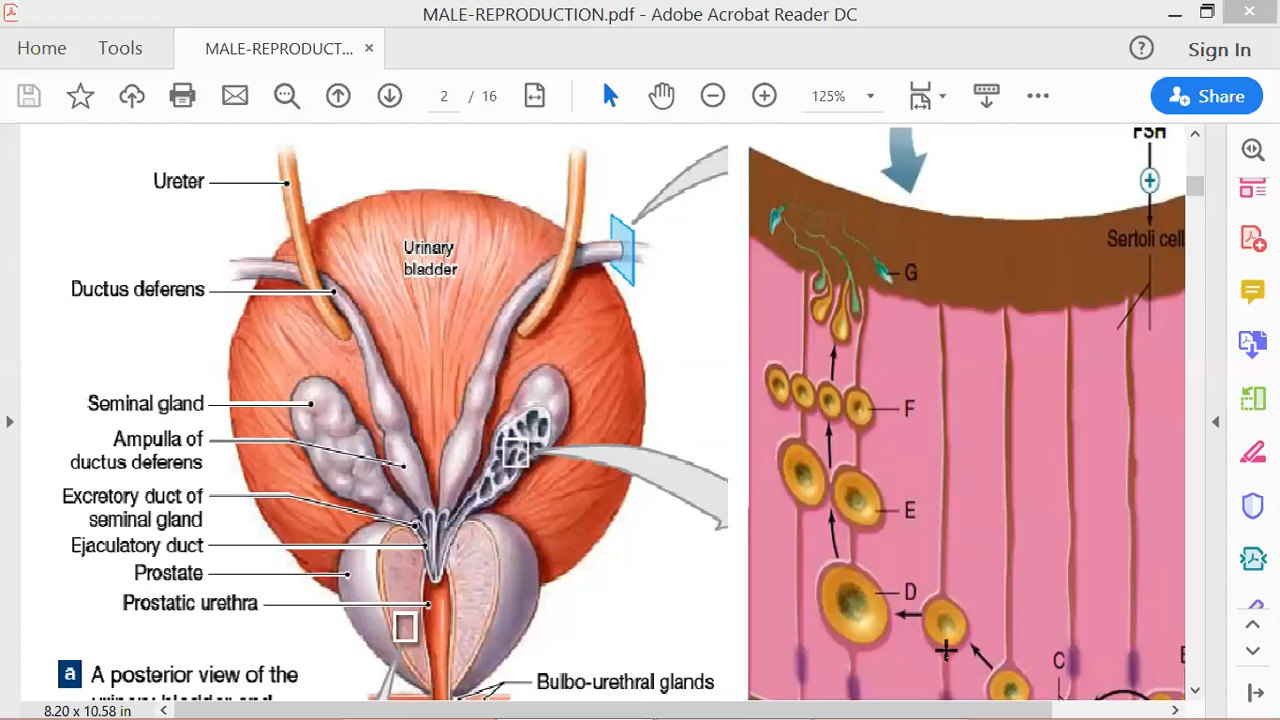 MALE-REPRODUCTION.pdf - Adobe Acrobat Reader DC
Home
Tools
MALE-REPRODUCT...
Sign In
2 / 16
125%
Share
Ureter
Urinary
bladder
Ductus deferens
Seminal gland
Ampulla of
ductus deferens
Excretory duct of
seminal gland
Ejaculatory duct
Prostate
Prostatic urethra
a A posterior view of the
Bulbo-urethral glands
FSH
+
Sertoli cell
G
F
E
D
C
8.20 x 10.58 in